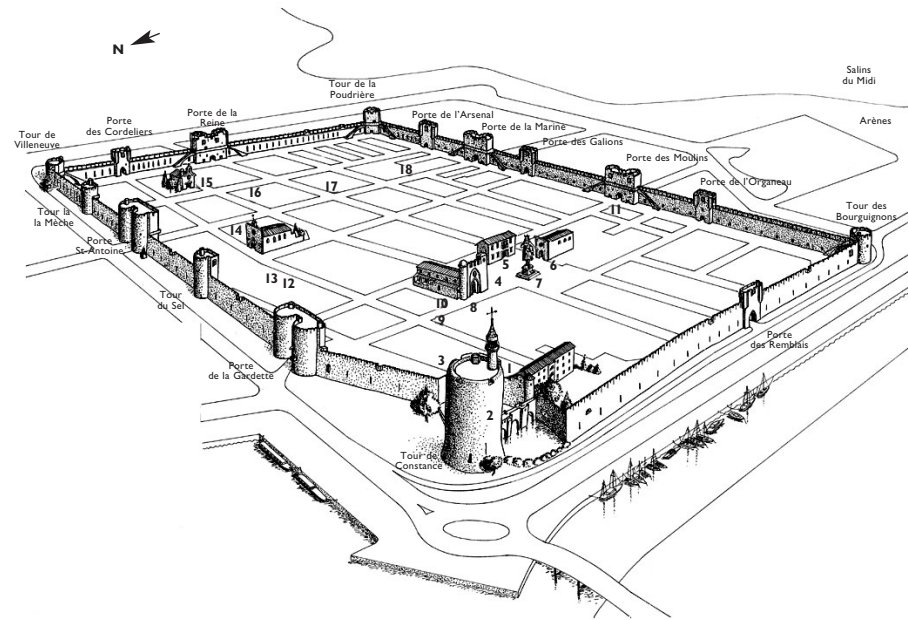 N
Salins
du Midi
Tour de la
Poudrière
Arènes
Porte de l'Arsenal
Porte de la
Reine
Porte
des Cordeliers
Porte de la Marine
Tour de
Villeneuve
Porte des Galions
Porte des Moulins
18
15
17
16
Porte de l'Organeau
11
Tour la
la Mèche
Tour des
Bourguignons
14
Porte
St-Antoine
5
6
13
12
4
7
10
8
9
Tour
du Sel
Porte
des Remblais
3
Porte
de la Gardette
2
1
Tour de
Constance